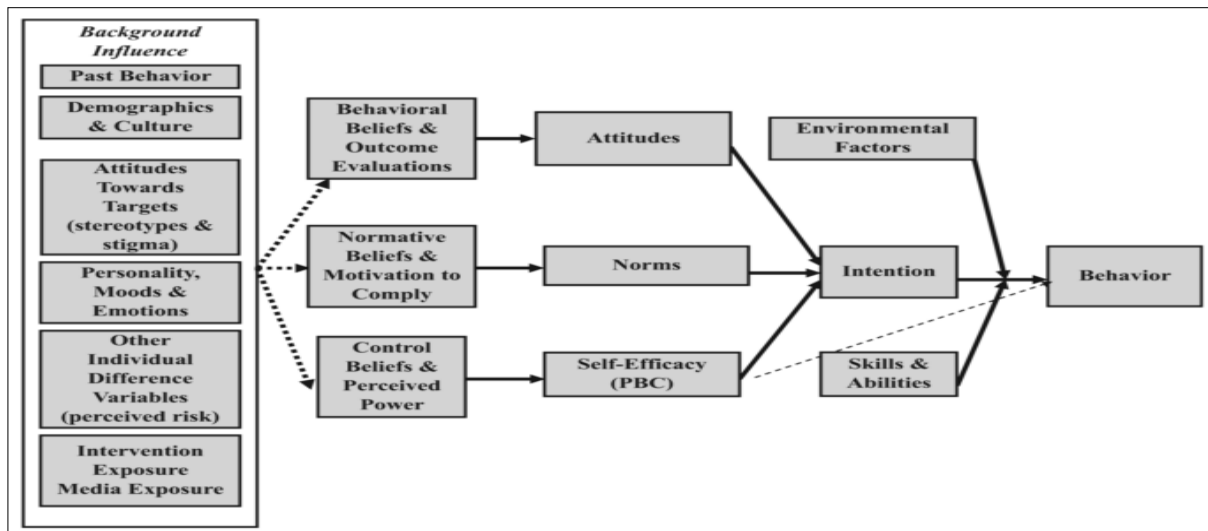 Background
Influence
Past Behavior
Demographics
& Culture
Attitudes
Towards
Targets
(stereotypes &
stigma)
Personality,
Moods &
Emotions
Other
Individual
Difference
Variables
(perceived risk)
Intervention
Exposure
Media Exposure
Behavioral
Beliefs &
Outcome
Evaluations
Normative
Beliefs &
Motivation to
Comply
Control
Beliefs &
Perceived
Power
Attitudes
Norms
Self-Efficacy
(PBC)
Environmental
Factors
Intention
Skills &
Abilities
Behavior